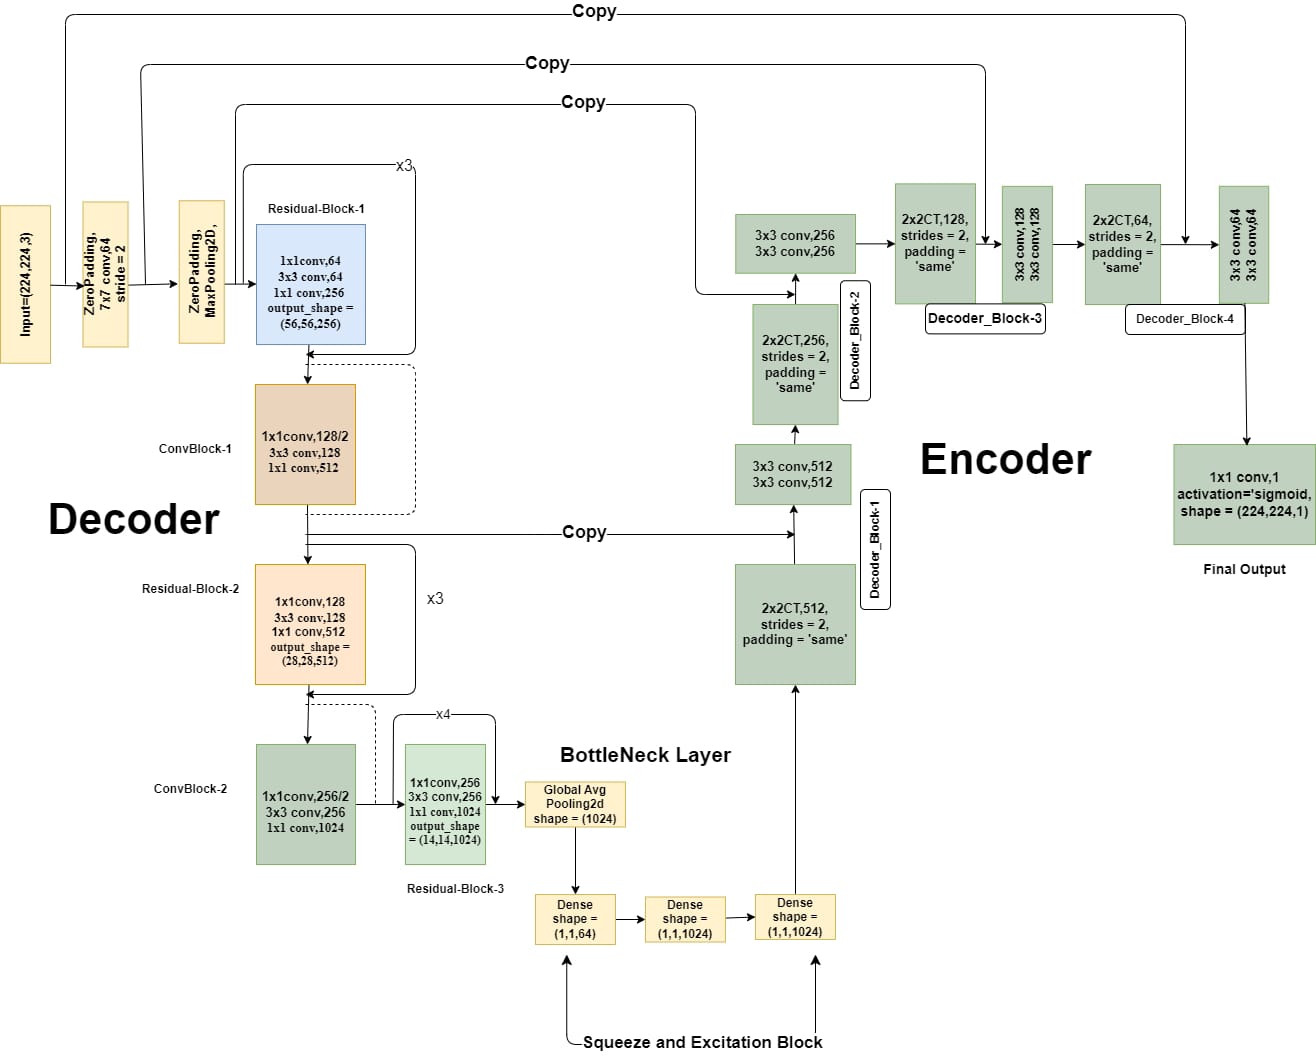 Copy
Copy
Copy
x3
Input=(224,224,3)
ZeroPadding,
7x7 conv,64
stride = 2
ZeroPadding,
MaxPooling2D,
Residual-Block-1
1x1conv,64
3x3 conv,64
1x1 conv,256
output_shape =
(56,56,256)
ConvBlock-1
1x1conv,128/2
3x3 conv,128
1x1 conv,512
Decoder
Copy
Residual-Block-2
1x1conv,128
3x3 conv,128
1x1 conv,512
output_shape =
(28,28,512)
x3
ConvBlock-2
1x1conv,256/2
3x3 conv,256
1x1 conv,1024
x4
1x1conv,256
3x3 conv,256
1x1 conv,1024
output_shape
= (14,14,1024)
Residual-Block-3
BottleNeck Layer
Global Avg
Pooling2d
shape = (1024)
Dense
shape =
(1,1,64)
Dense
shape =
(1,1,1024)
Dense
shape =
(1,1,1024)
Squeeze and Excitation Block
2x2CT,512,
strides = 2,
padding = 'same'
Decoder_Block-1
3x3 conv,512
3x3 conv,512
2x2CT,256,
strides = 2,
padding =
'same'
Decoder_Block-2
3x3 conv,256
3x3 conv,256
2x2CT,128,
strides = 2,
padding =
'same'
3x3 conv,128
3x3 conv,128
Decoder_Block-3
2x2CT,64,
strides = 2,
padding =
'same'
3x3 conv,64
3x3 conv,64
Decoder_Block-4
Encoder
1x1 conv,1
activation='sigmoid,
shape = (224,224,1)
Final Output